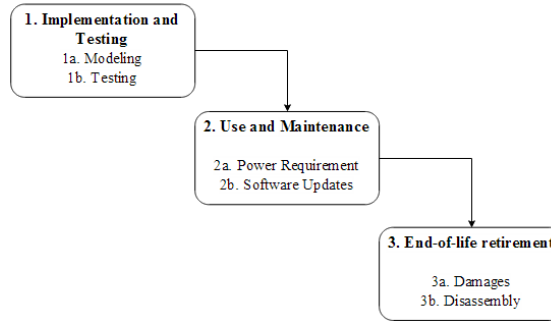 1. Implementation and
Testing
1a. Modeling
1b. Testing
2. Use and Maintenance
2a. Power Requirement
2b. Software Updates
3. End-of-life retirement
3a. Damages
3b. Disassembly